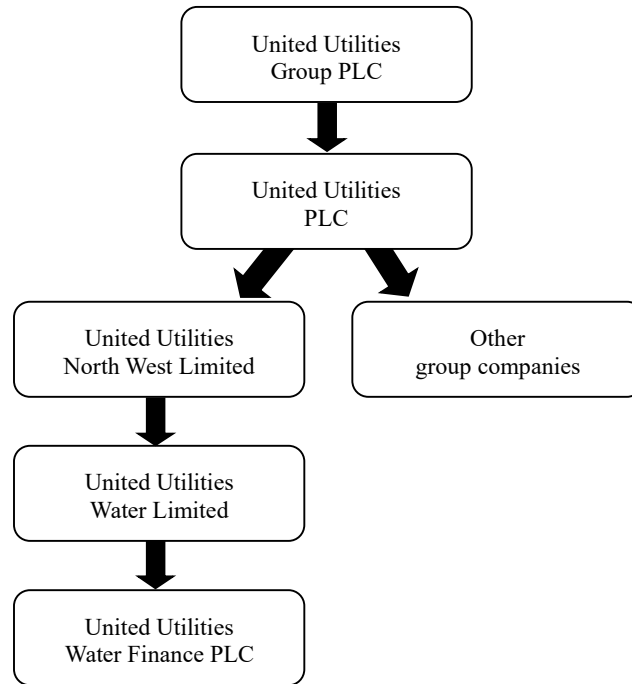 United Utilities
Group PLC
United Utilities
PLC
United Utilities
North West Limited
Other
group companies
United Utilities
Water Limited
United Utilities
Water Finance PLC